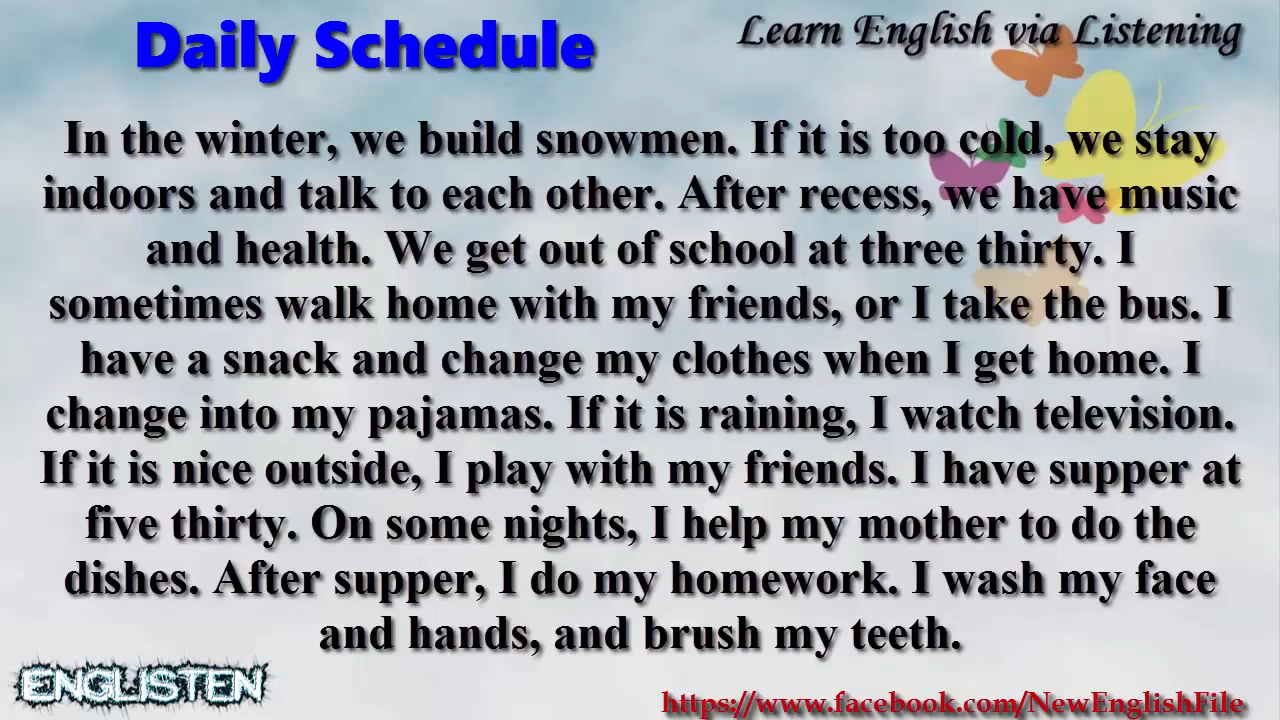 Daily Schedule
Learn English via Listening
In the winter, we build snowmen. If it is too cold, we stay
indoors and talk to each other. After recess, we have music
and health. We get out of school at three thirty. I
sometimes walk home with my friends, or I take the bus. I
have a snack and change my clothes when I get home. I
change into my pajamas. If it is raining, I watch television.
If it is nice outside, I play with my friends. I have supper at
five thirty. On some nights, I help my mother to do the
dishes. After supper, I do my homework. I wash my face
and hands, and brush my teeth.
ENGLISTEN
https://www.facebook.com/NewEnglishFile